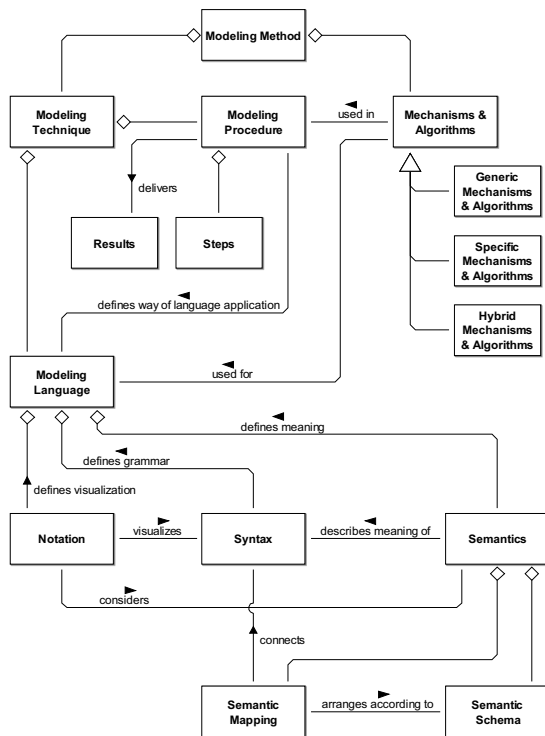 Modeling Method
Modeling
Technique
Modeling
Procedure
used in
Mechanisms &
Algorithms
delivers
Generic
Mechanisms
& Algorithms
Results
Steps
Specific
Mechanisms
& Algorithms
defines way of language application
Hybrid
Mechanisms
& Algorithms
Modeling
Language
used for
defines meaning
defines grammar
defines visualization
Notation
visualizes
Syntax
describes meaning of
Semantics
considers
connects
Semantic
Mapping
arranges according to
Semantic
Schema